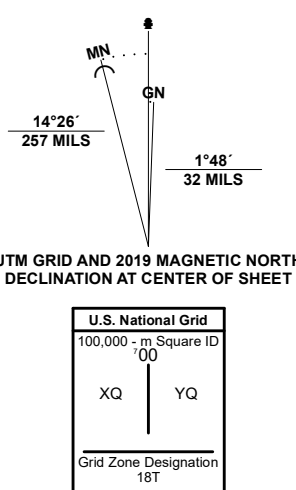 MN
GN
14°26´
257 MILS
1°48´
32 MILS
UTM GRID AND 2019 MAGNETIC NORTH
DECLINATION AT CENTER OF SHEET
U.S. National Grid
100,000 - m Square ID
⁷00
XQ YQ
Grid Zone Designation
18T